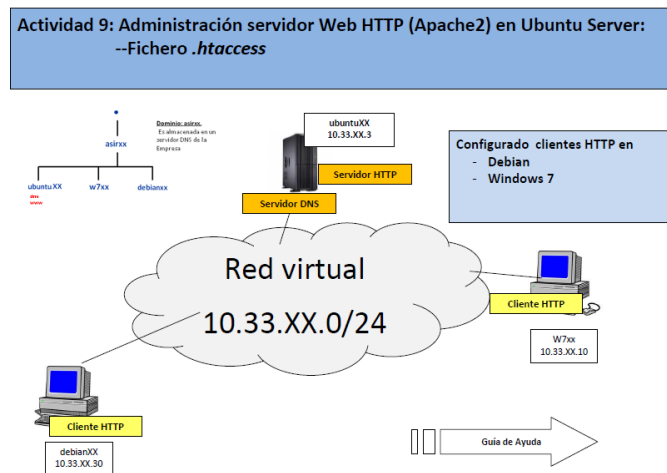 Actividad 9: Administración servidor Web HTTP (Apache2) en Ubuntu Server:
--Fichero .htaccess
Dominio: asirxx.
Es almacenada en un
servidor DNS de la
Empreza
asirxx
ubuntuXX
w7xx
debianxx
dns
www
ubuntuXX
10.33.XX.3
Servidor HTTP
Servidor DNS
Configurado clientes HTTP en
- Debian
- Windows 7
Red virtual
10.33.XX.0/24
Cliente HTTP
W7xx
10.33.XX.10
Cliente HTTP
debianXX
10.33.XX.30
Guía de Ayuda